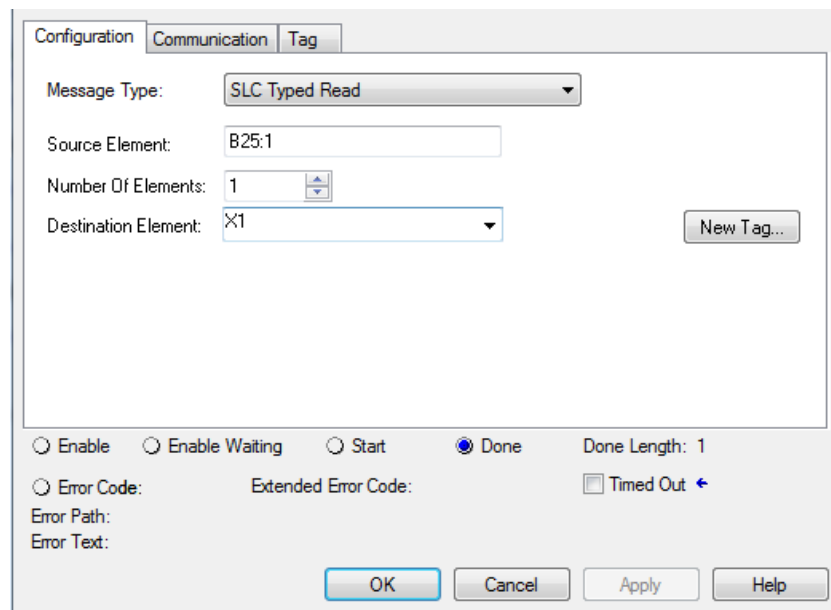 Configuration Communication Tag
Message Type: SLC Typed Read
Source Element: B25:1
Number Of Elements: 1
Destination Element: X1 New Tag...
Enable Enable Waiting Start Done Done Length: 1
Error Code: Extended Error Code: Timed Out
Error Path:
Error Text:
OK Cancel Apply Help